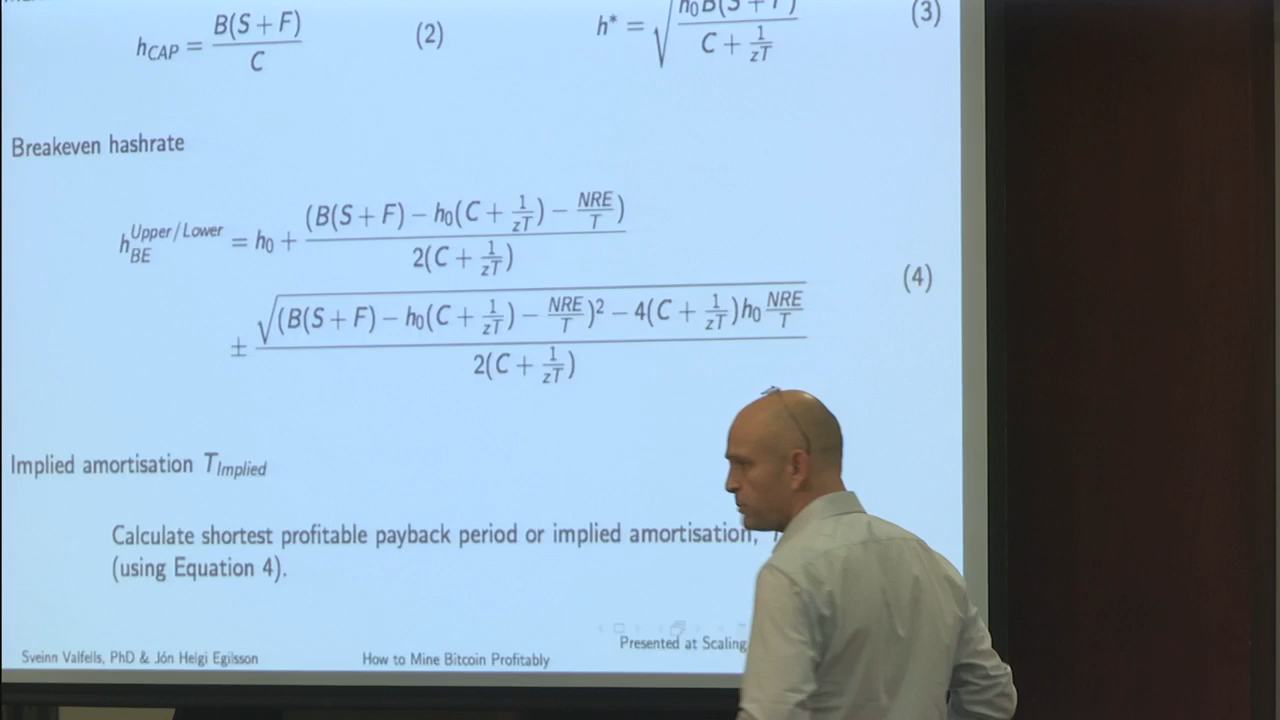 h_{CAP} = \frac{B(S + F)}{C} (2) h^* = \sqrt{\frac{h_0 B(S + F)}{C + \frac{1}{zT}}} (3)
Breakeven hashrate
h_{BE}^{Upper/Lower} = h_0 + \frac{(B(S + F) - h_0(C + \frac{1}{zT}) - \frac{NRE}{T})}{2(C + \frac{1}{zT})}
± \frac{\sqrt{(B(S + F) - h_0(C + \frac{1}{zT}) - \frac{NRE}{T})^2 - 4(C + \frac{1}{zT})h_0\frac{NRE}{T}}}{2(C + \frac{1}{zT})} (4)
Implied amortisation T_{Implied}
Calculate shortest profitable payback period or implied amortisation,
(using Equation 4).
Presented at Scaling
Sveinn Valfells, PhD & Jón Helgi Egilsson How to Mine Bitcoin Profitably